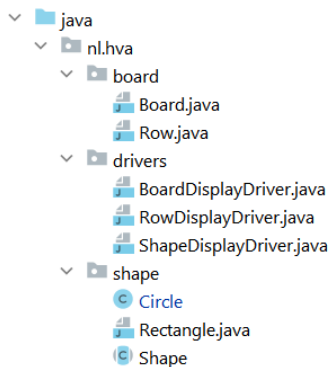 java
nl.hva
board
Board.java
Row.java
drivers
BoardDisplayDriver.java
RowDisplayDriver.java
ShapeDisplayDriver.java
shape
Circle
Rectangle.java
Shape